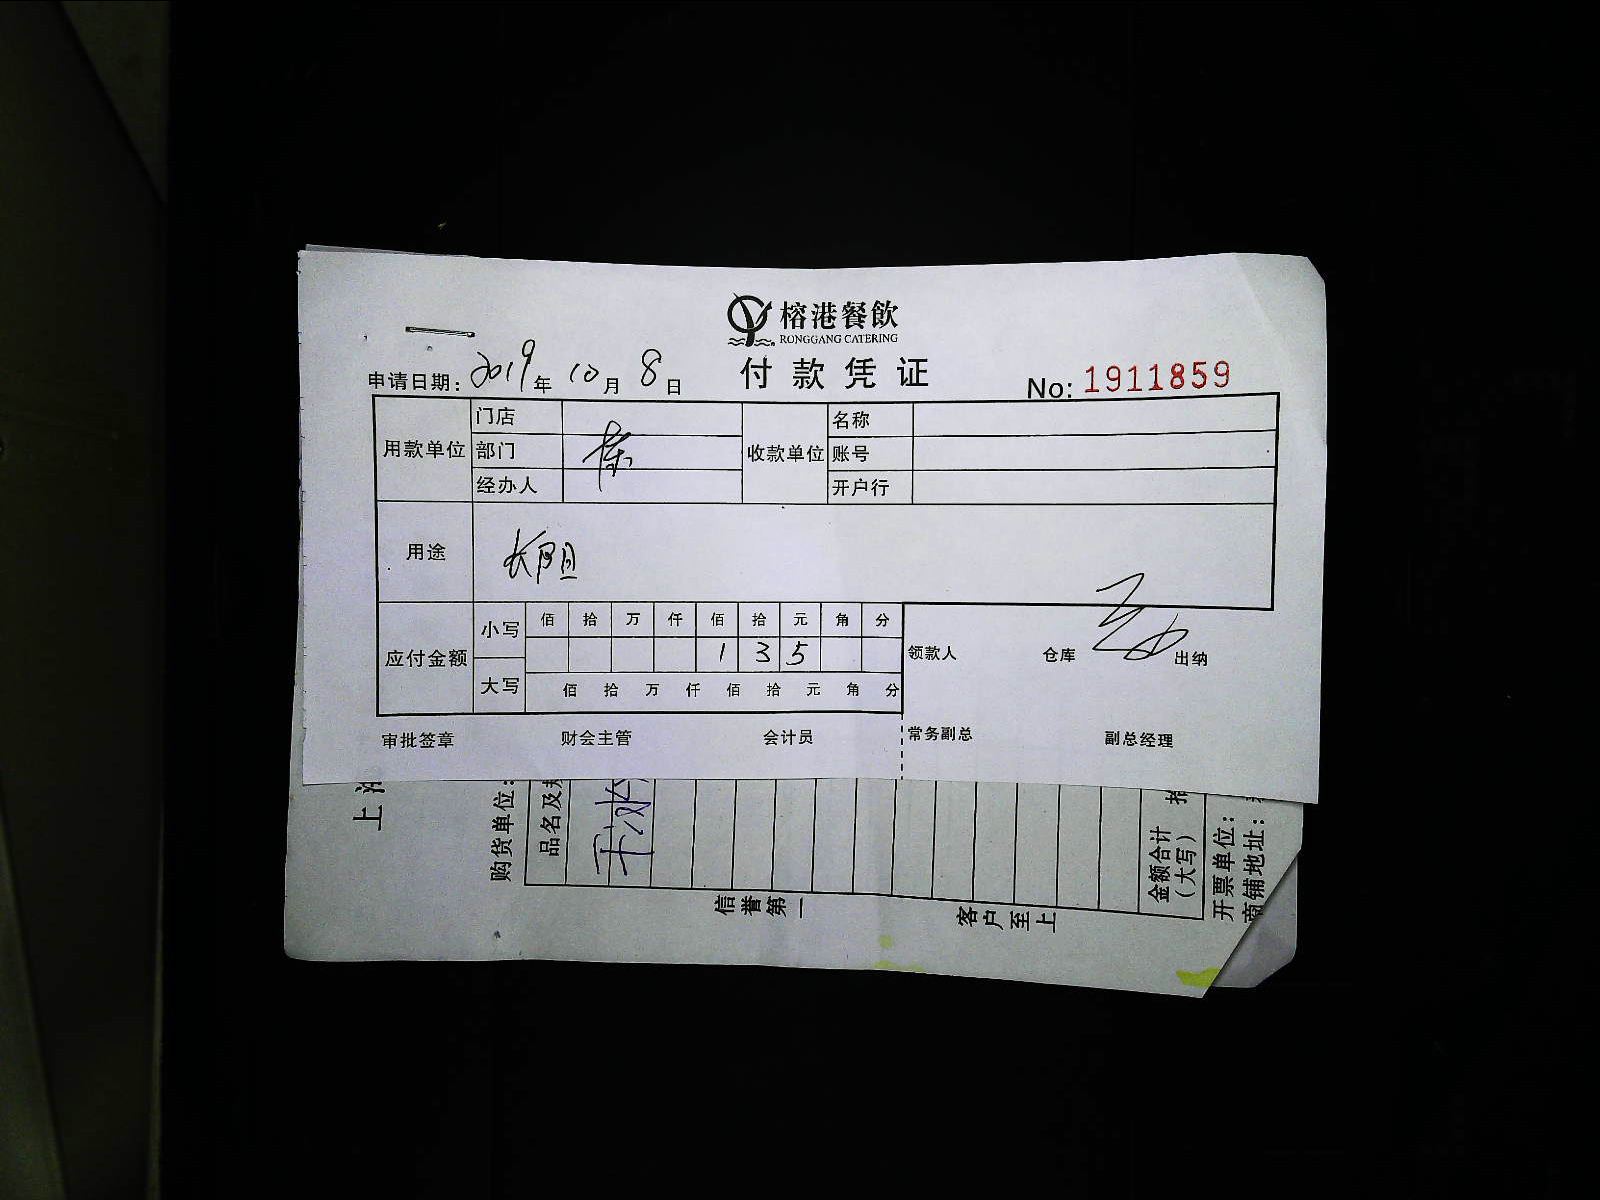 榕港餐飲
RONGGANG CATERING
付款凭证
申请日期: 2019年10月8日 No: 1911859
用款单位 门店 收款单位 名称
部门 账号
经办人 开户行
用途
应付金额 小写 佰 拾 万 仟 佰 拾 元 角 分
1 3 5
领款人 仓库 出纳
大写 佰 拾 万 仟 佰 拾 元 角 分
审批签章 财会主管 会计员 常务副总 副总经理
上
购货单位:
品名及
金额合计
(大写)
拾
开票单位:
商铺地址:
信誉第一
客户至上